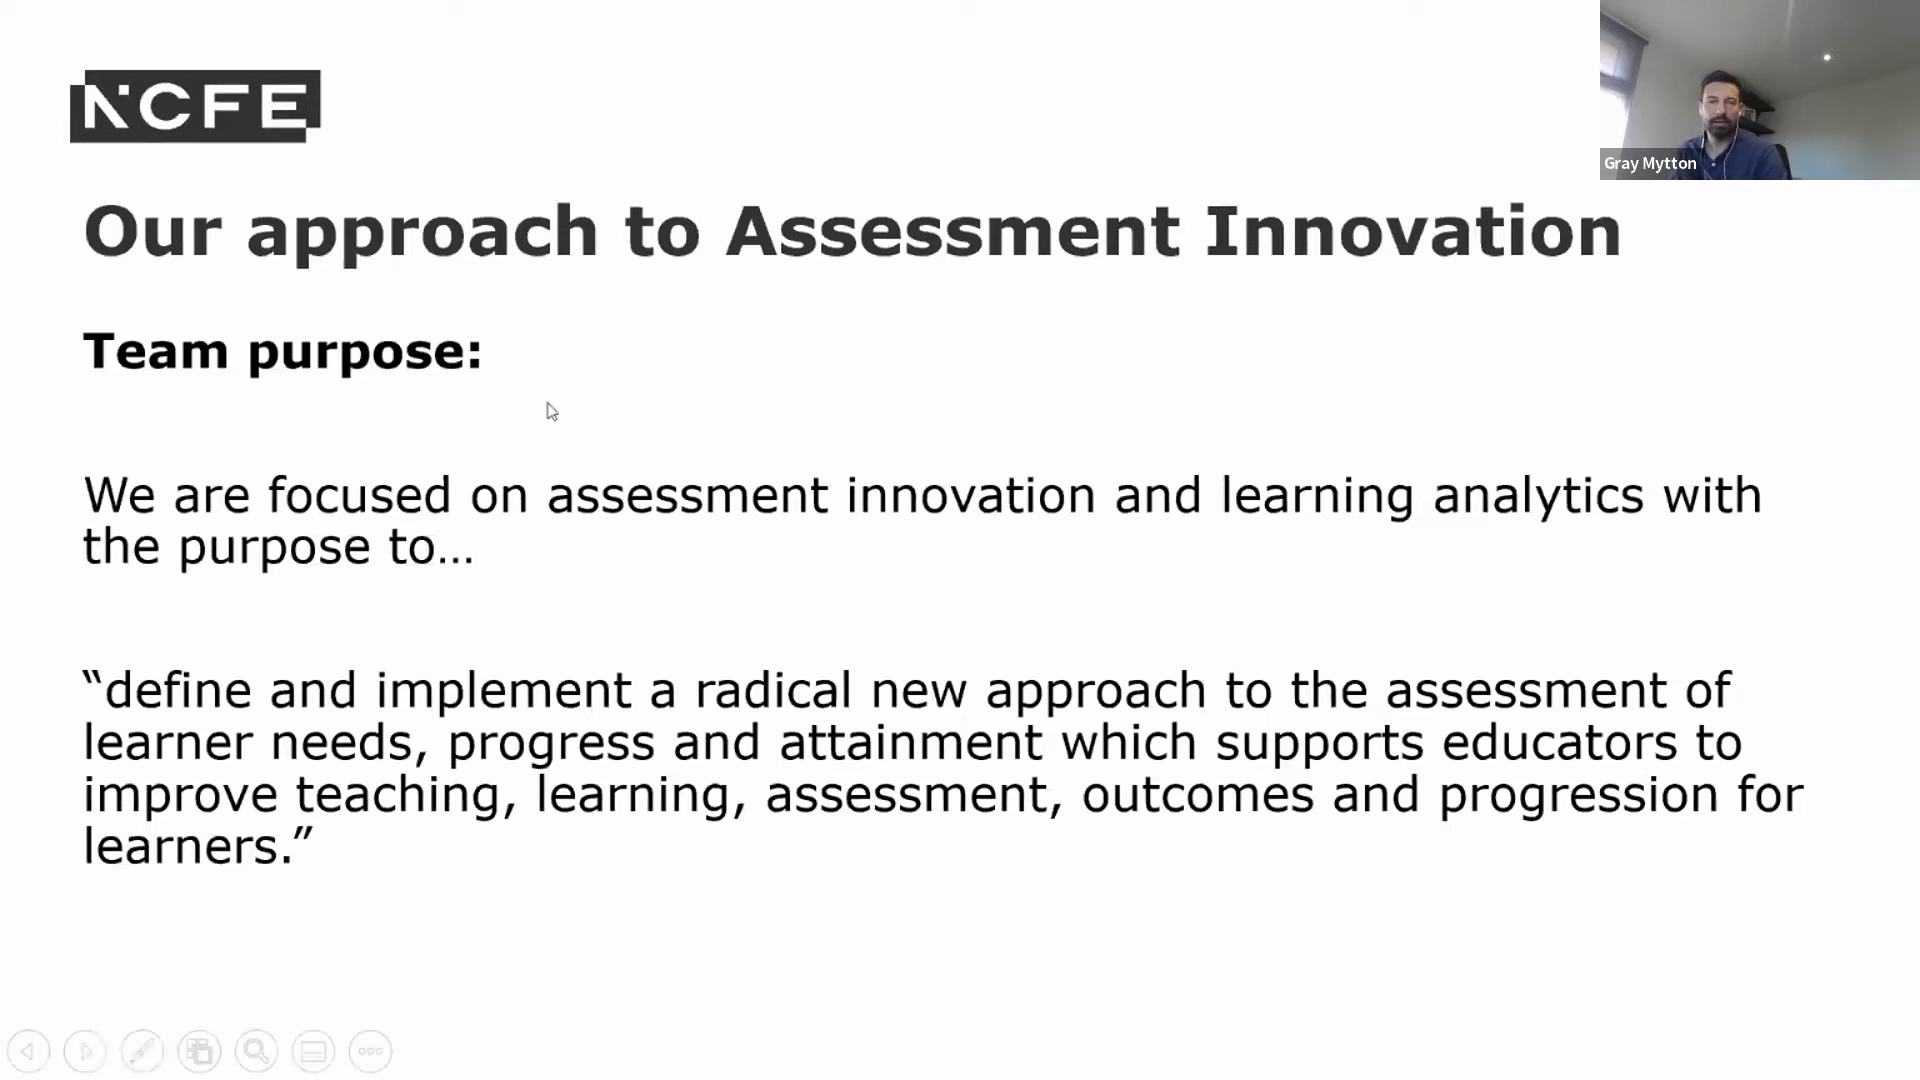 NCFE
Gray Mytton
Our approach to Assessment Innovation
Team purpose:
We are focused on assessment innovation and learning analytics with
the purpose to…
“define and implement a radical new approach to the assessment of
learner needs, progress and attainment which supports educators to
improve teaching, learning, assessment, outcomes and progression for
learners.”